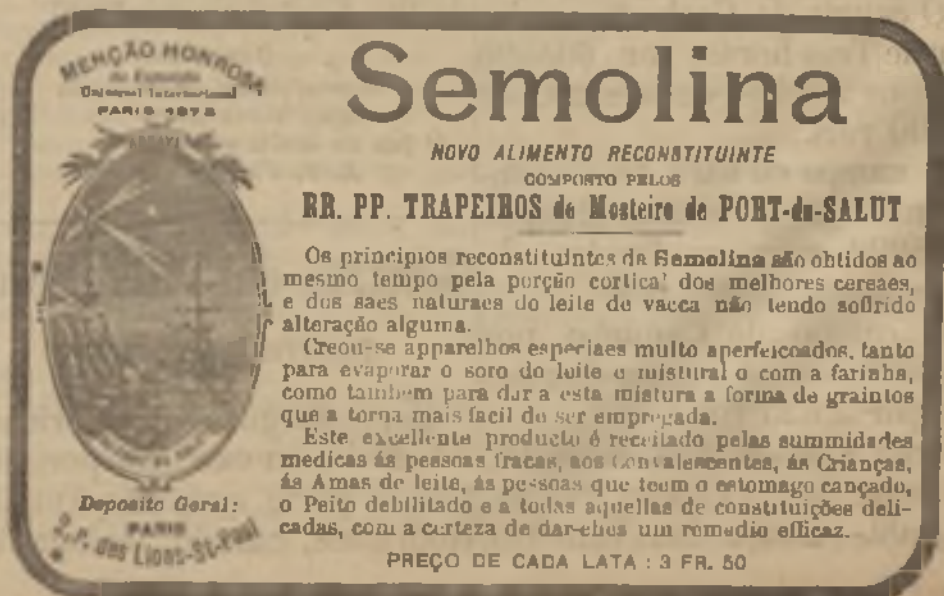 MENÇÃO HONROSA
na Exposição
Universal Internacional
PARIS 1878
Deposito Geral:
PARIS
2, r. des Lions-St-Paul
Semolina
NOVO ALIMENTO RECONSTITUINTE
COMPOSTO PELOS
RR. PP. TRAPEIROS do Mosteiro de PORT-du-SALUT
Os principios reconstituintes da Semolina são obtidos ao
mesmo tempo pela porção cortical dos melhores cereaes,
e dos saes naturaes do leite de vacca não tendo soffrido
alteração alguma.
Creou-se apparelhos especiaes muito aperfeicoados, tanto
para evaporar o soro do leite e mistural o com a farinha,
como tambem para dar a esta mistura a forma de graintos
que a torna mais facil de ser empregada.
Este excellente producto é receitado pelas summidades
medicas ás pessoas fracas, aos Convalescentes, ás Crianças,
ás Amas de leite, ás pessoas que teem o estomago cançado,
o Peito debilitado e a todas aquellas de constituições deli-
cadas, com a certeza de dar-lhes um remedio efficaz.
PREÇO DE CADA LATA : 3 FR. 50